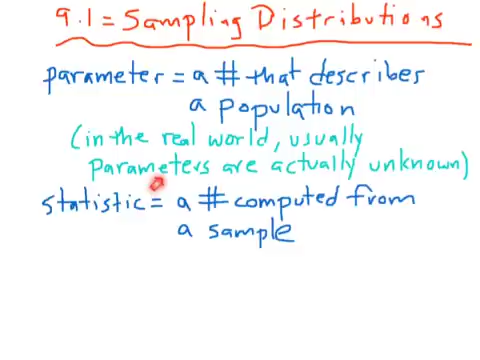 9.1 = Sampling Distributions
parameter = a # that describes
a population
(in the real world, usually
parameters are actually unknown)
statistic = a # computed from
a sample